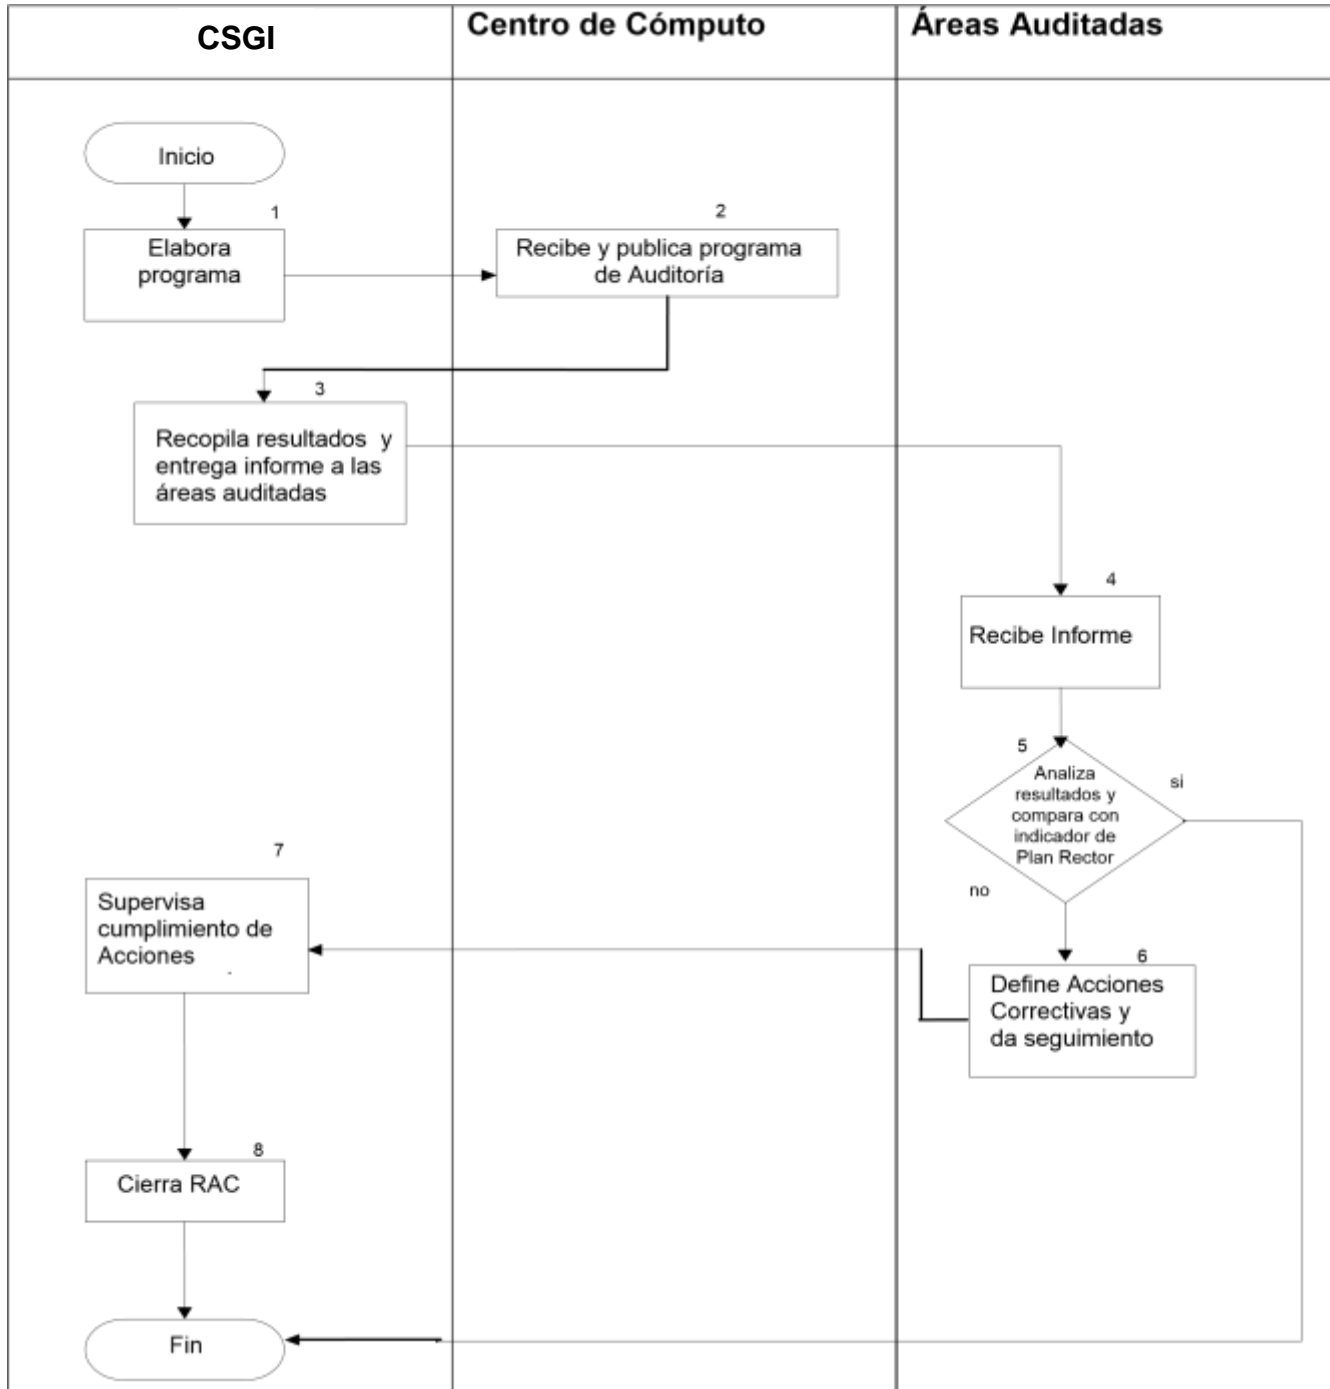 CSGI
Centro de Cómputo
Áreas Auditadas
Inicio
1
Elabora
programa
2
Recibe y publica programa
de Auditoría
3
Recopila resultados y
entrega informe a las
áreas auditadas
4
Recibe Informe
5
Analiza
resultados y
compara con
indicador de
Plan Rector
si
no
6
Define Acciones
Correctivas y
da seguimiento
7
Supervisa
cumplimiento de
Acciones
.
8
Cierra RAC
Fin